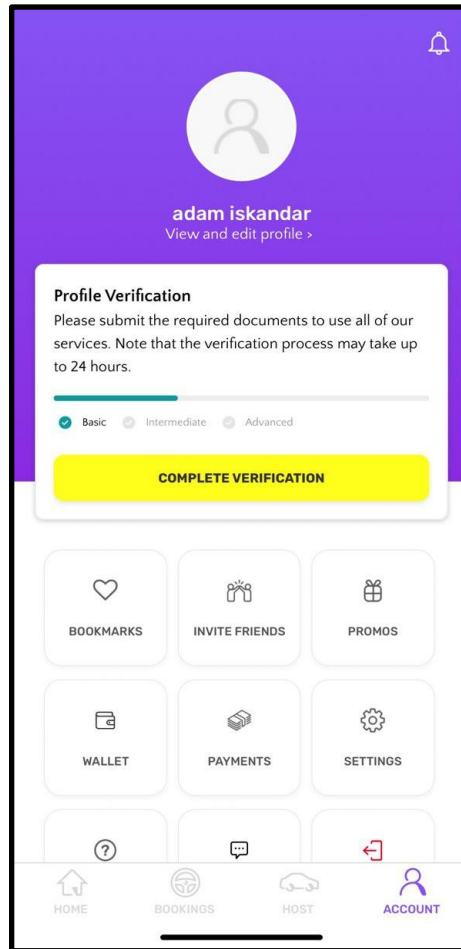 adam iskandar
View and edit profile >
Profile Verification
Please submit the required documents to use all of our
services. Note that the verification process may take up
to 24 hours.
Basic Intermediate Advanced
COMPLETE VERIFICATION
BOOKMARKS INVITE FRIENDS PROMOS
WALLET PAYMENTS SETTINGS
HOME BOOKINGS HOST ACCOUNT